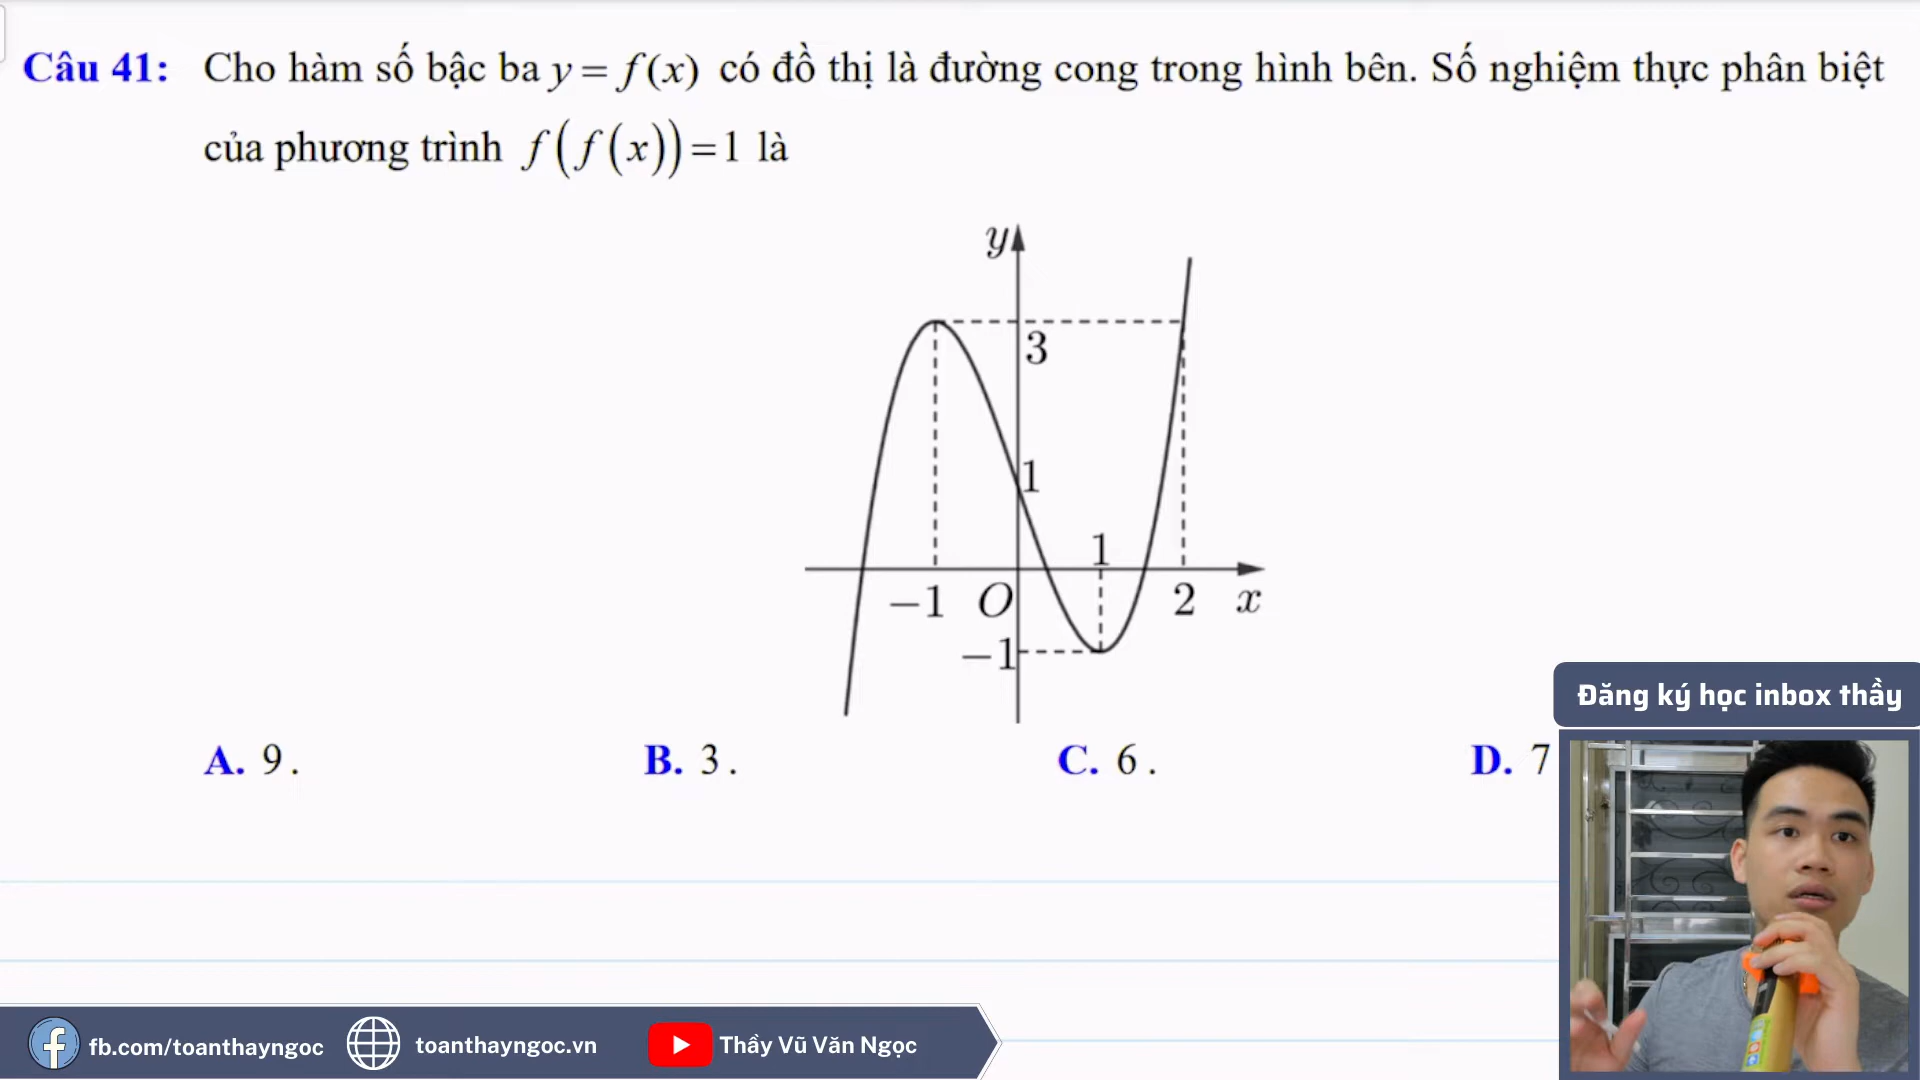 Câu 41: Cho hàm số bậc ba y = f(x) có đồ thị là đường cong trong hình bên. Số nghiệm thực phân biệt
của phương trình f(f(x))=1 là
y
3
1
1
−1 O 2 x
−1
Đăng ký học inbox thầy
A. 9 . B. 3 . C. 6 . D. 7
fb.com/toanthayngoc toanthayngoc.vn Thầy Vũ Văn Ngọc